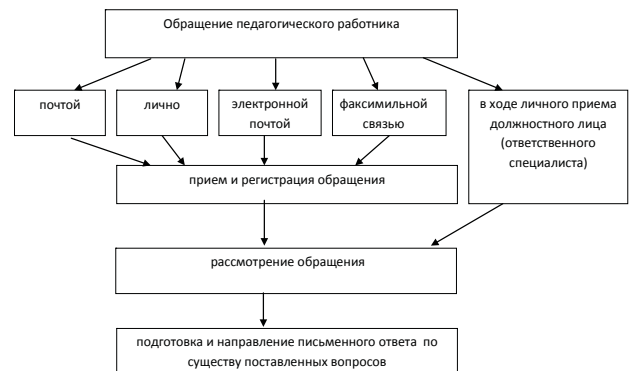 Обращение педагогического работника
почтой
лично
электронной
почтой
факсимильной
связью
в ходе личного приема
должностного лица
(ответственного
специалиста)
прием и регистрация обращения
рассмотрение обращения
подготовка и направление письменного ответа по
существу поставленных вопросов